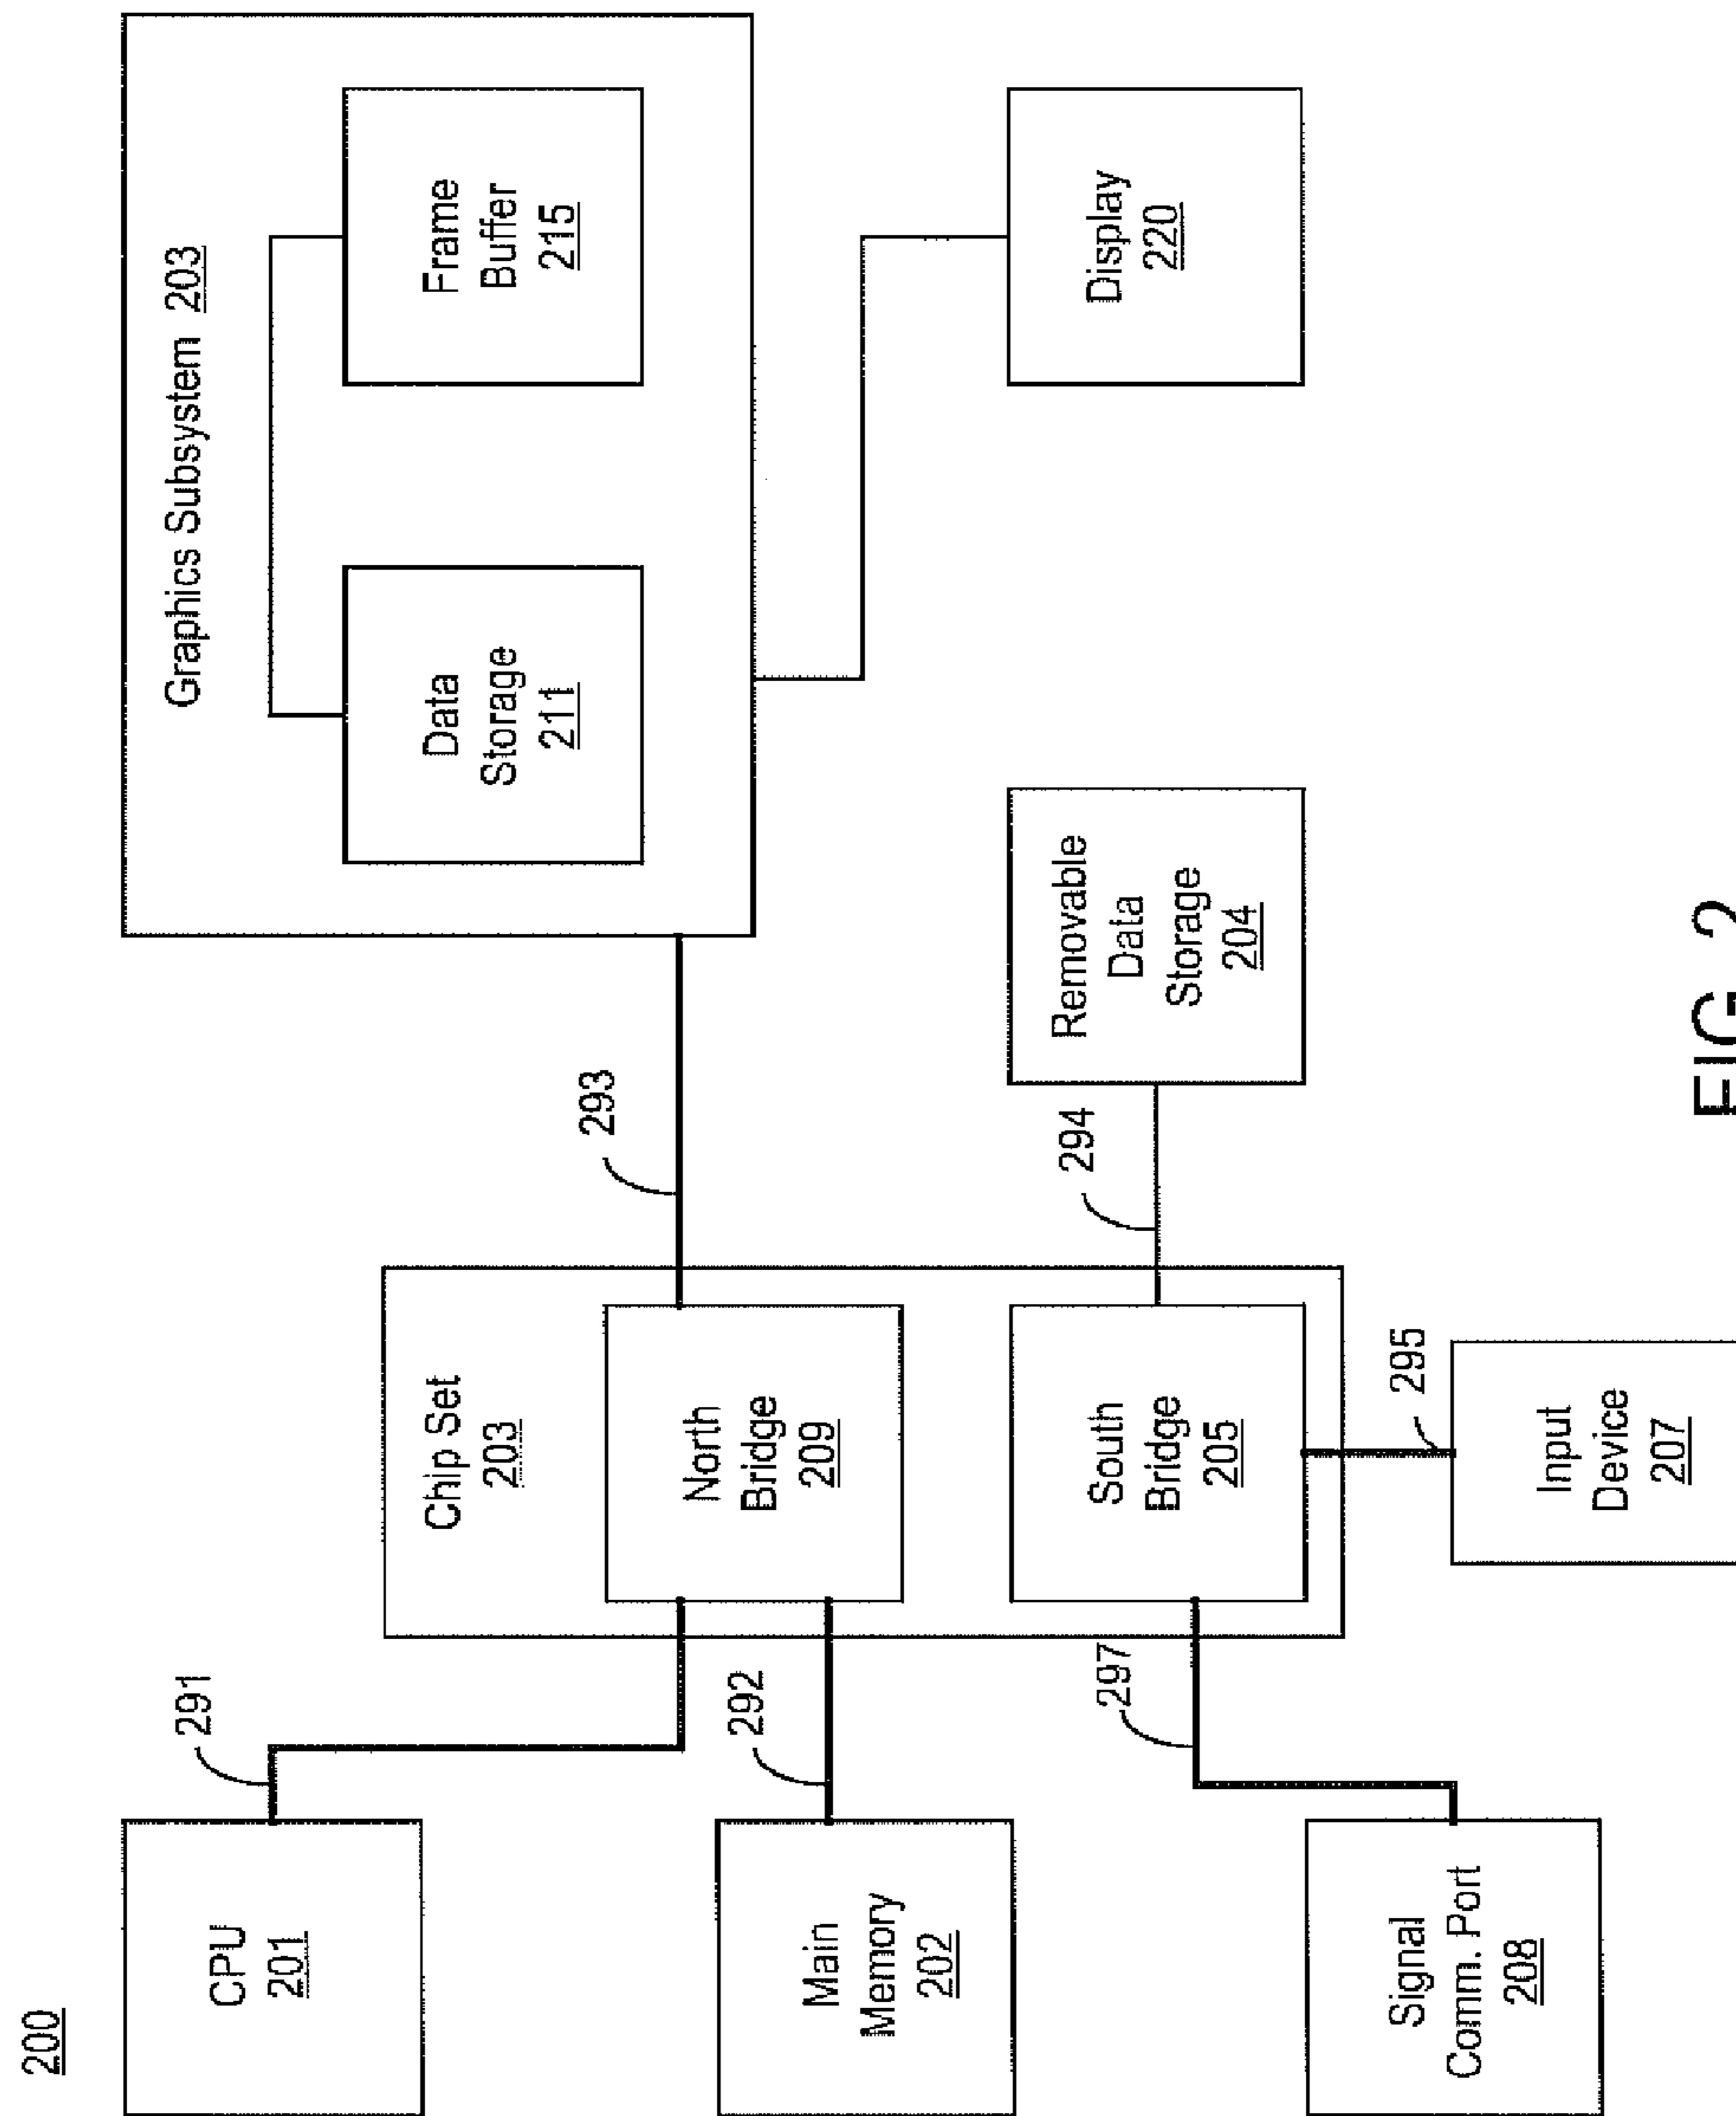 200
CPU
201
291
Main
Memory
202
292
Signal
Comm. Port
208
297
Chip Set
203
North
Bridge
209
South
Bridge
205
295
Input
Device
207
293
294
Removable
Data
Storage
204
Graphics Subsystem 203
Data
Storage
211
Frame
Buffer
215
Display
220
FIG. 2